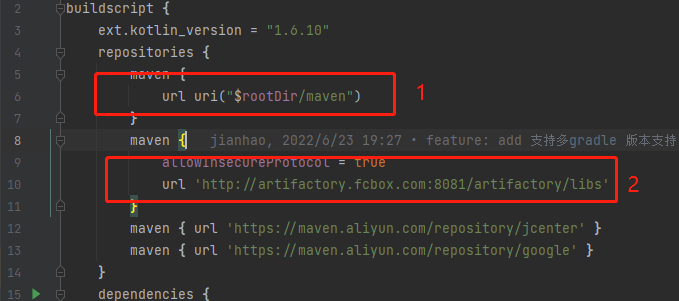 2 buildscript {
3 ext.kotlin_version = "1.6.10"
4 repositories {
5 maven {
6 url uri("$rootDir/maven") 1
7 }
8 maven { jianhao, 2022/6/23 19:27 • feature: add 支持多gradle 版本支持
9 allowInsecureProtocol = true
10 url 'http://artifactory.fcbox.com:8081/artifactory/libs' 2
11 }
12 maven { url 'https://maven.aliyun.com/repository/jcenter' }
13 maven { url 'https://maven.aliyun.com/repository/google' }
14 }
15 dependencies {